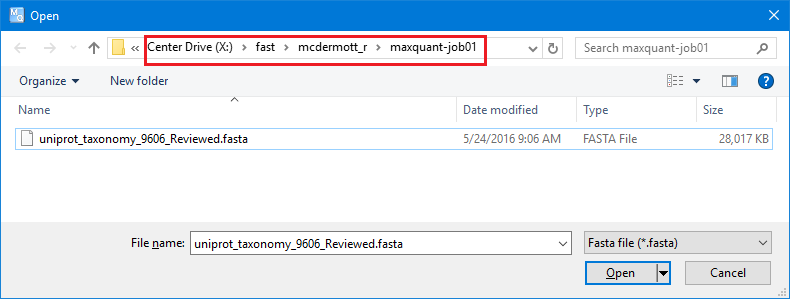 Open
« Center Drive (X:) > fast > mcdermott_r > maxquant-job01
Search maxquant-job01
Organize New folder
Name Date modified Type Size
uniprot_taxonomy_9606_Reviewed.fasta 5/24/2016 9:06 AM FASTA File 28,017 KB
File name: uniprot_taxonomy_9606_Reviewed.fasta Fasta file (*.fasta)
Open Cancel